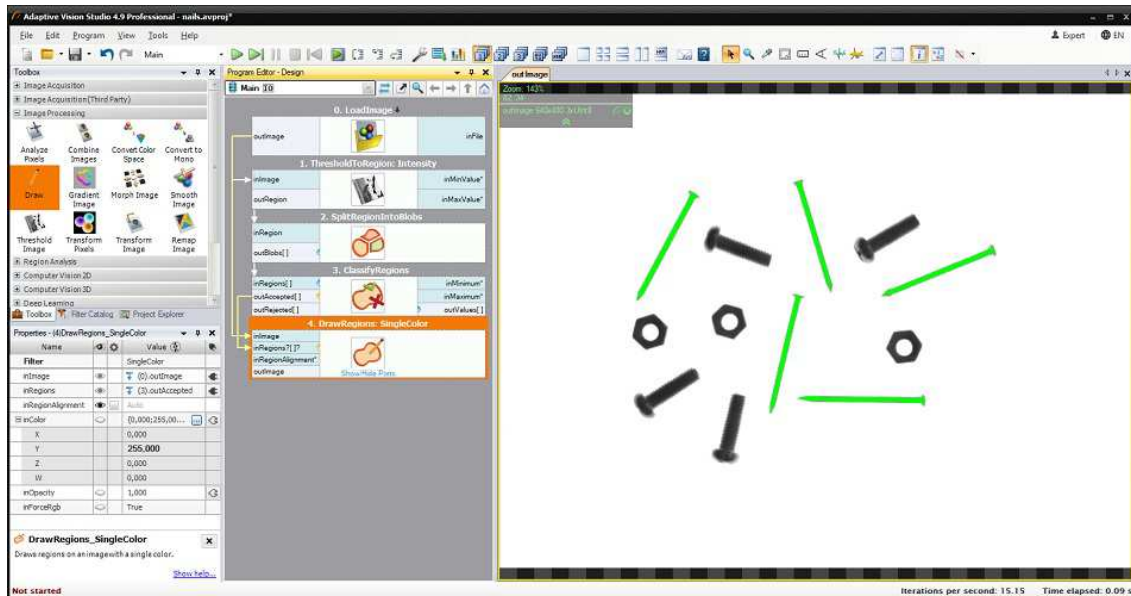 Adaptive Vision Studio 4.9 Professional - nails.avproj*
File Edit Program View Tools Help
Expert EN
Main
Toolbox
Image Acquisition
Image Acquisition(Third Party)
Image Processing
Analyze Pixels
Combine Images
Convert Color Space
Convert to Mono
Draw
Gradient Image
Morph Image
Smooth Image
Threshold Image
Transform Pixels
Transform Image
Remap Image
Region Analysis
Computer Vision 2D
Computer Vision 3D
Deep Learning
Toolbox Filter Catalog Project Explorer
Properties - (4)DrawRegions_SingleColor
Name Value
Filter SingleColor
inImage (0).outImage
inRegions (3).outAccepted
inRegionAlignment Auto
inColor (0,000;255,00...
X 0,000
Y 255,000
Z 0,000
W 0,000
inOpacity 1,000
inForceRgb True
DrawRegions_SingleColor
Draws regions on an image with a single color.
Show help...
Program Editor - Design
Main
0. LoadImage
outImage inFile
1. ThresholdToRegion: Intensity
inImage inMinValue*
outRegion inMaxValue*
2. SplitRegionIntoBlobs
inRegion
outBlobs[]
3. ClassifyRegions
inRegions[] inMinimum*
outAccepted[] inMaximum*
outRejected[] outValues[]
4. DrawRegions: SingleColor
inImage
inRegions?[]?
inRegionAlignment*
outImage
Show/Hide Ports
outImage
Zoom: 143%
Not started
Iterations per second: 15.15 Time elapsed: 0.09 s